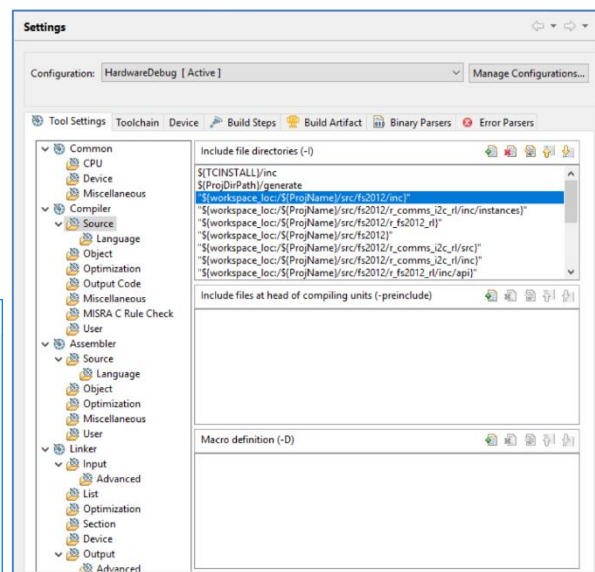 Settings
Configuration: HardwareDebug [ Active ] Manage Configurations...
Tool Settings Toolchain Device Build Steps Build Artifact Binary Parsers Error Parsers
Common
CPU
Device
Miscellaneous
Compiler
Source
Language
Object
Optimization
Output Code
Miscellaneous
MISRA C Rule Check
User
Assembler
Source
Language
Object
Optimization
Miscellaneous
User
Linker
Input
Advanced
List
Optimization
Section
Device
Output
Advanced
Include file directories (-I)
${TCINSTALL}/inc
${ProjDirPath}/generate
"${workspace_loc:/${ProjName}/src/fs2012/inc}"
"${workspace_loc:/${ProjName}/src/fs2012/r_comms_i2c_rl/inc/instances}"
"${workspace_loc:/${ProjName}/src/fs2012/r_fs2012_rl}"
"${workspace_loc:/${ProjName}/src/fs2012}"
"${workspace_loc:/${ProjName}/src/fs2012/r_comms_i2c_rl/src}"
"${workspace_loc:/${ProjName}/src/fs2012/r_comms_i2c_rl/inc}"
"${workspace_loc:/${ProjName}/src/fs2012/r_fs2012_rl/inc/api}"
Include files at head of compiling units (-preinclude)
Macro definition (-D)